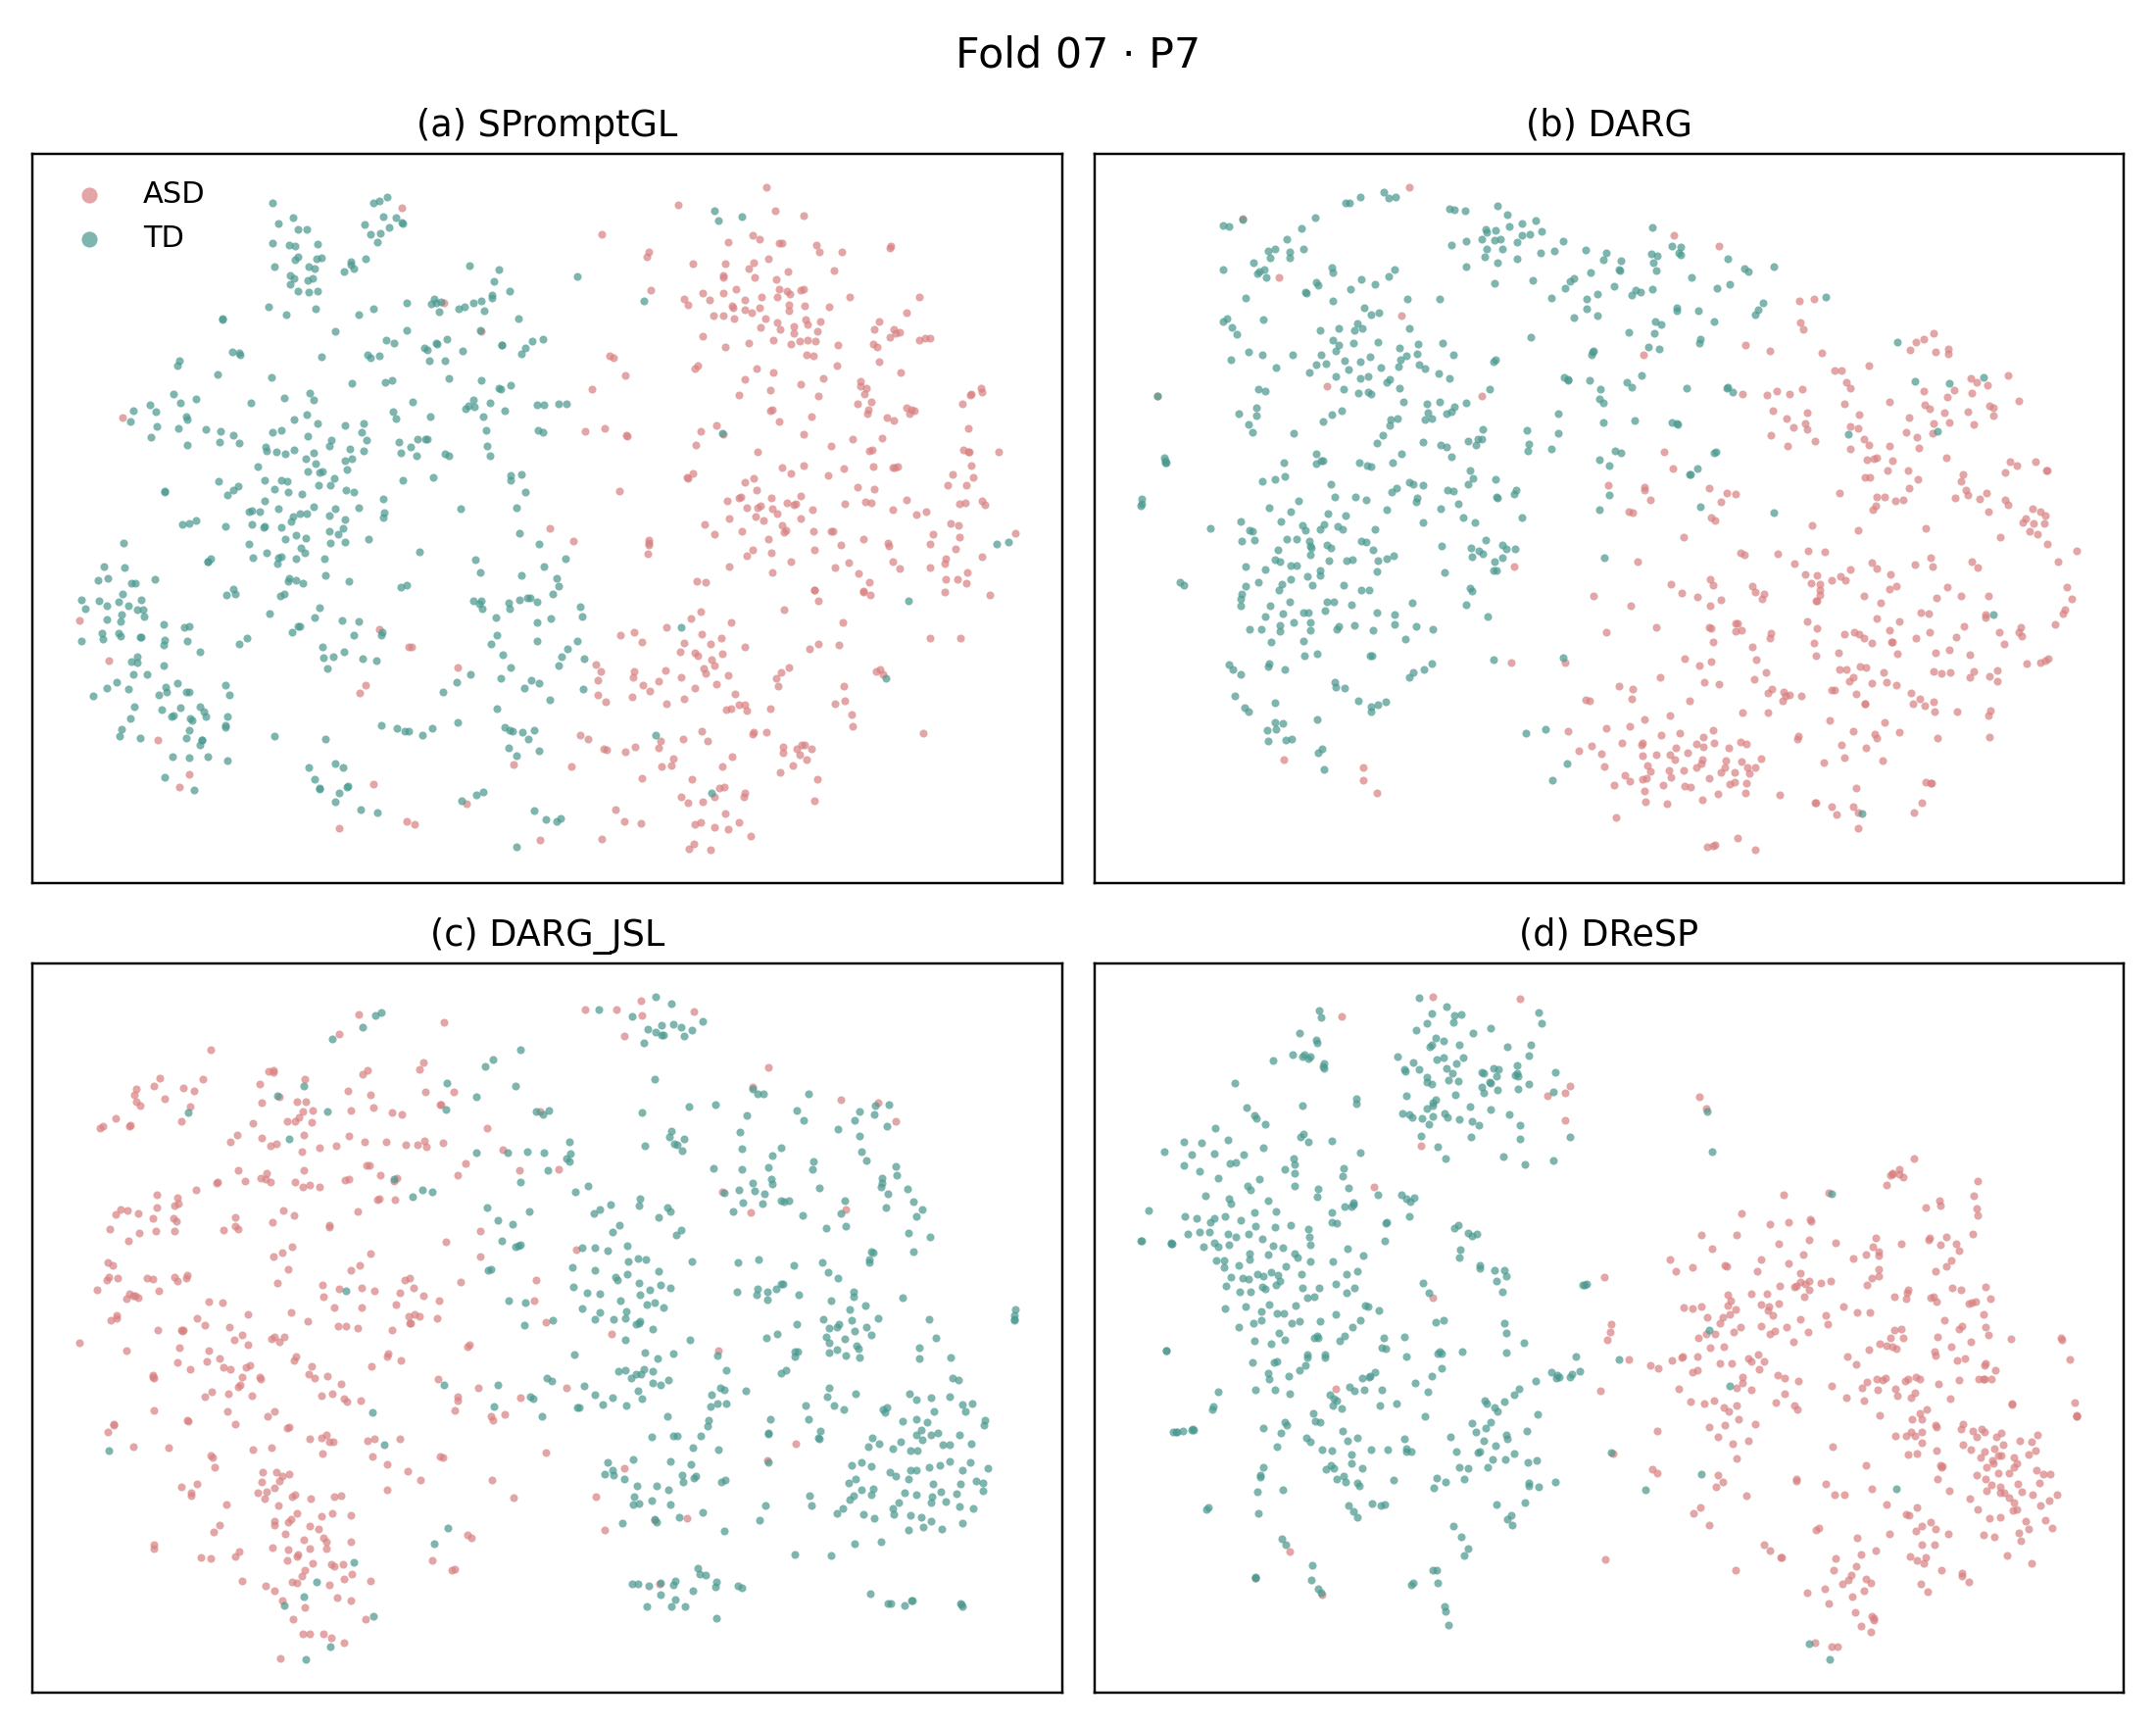 Fold 07 · P7
(a) SPromptGL
(b) DARG
ASD
TD
(c) DARG_JSL
(d) DReSP